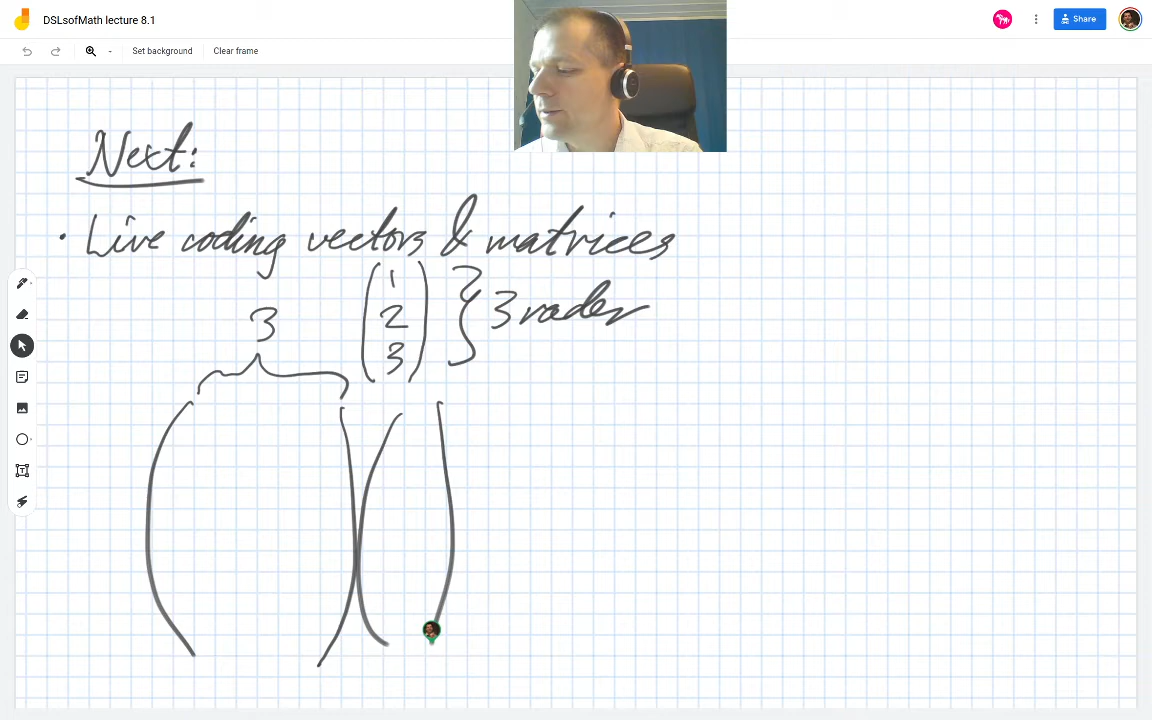 DSLsofMath lecture 8.1
Share
Set background
Clear frame
Next:
• Live coding vectors & matrices
3
1
2
3
3 rader